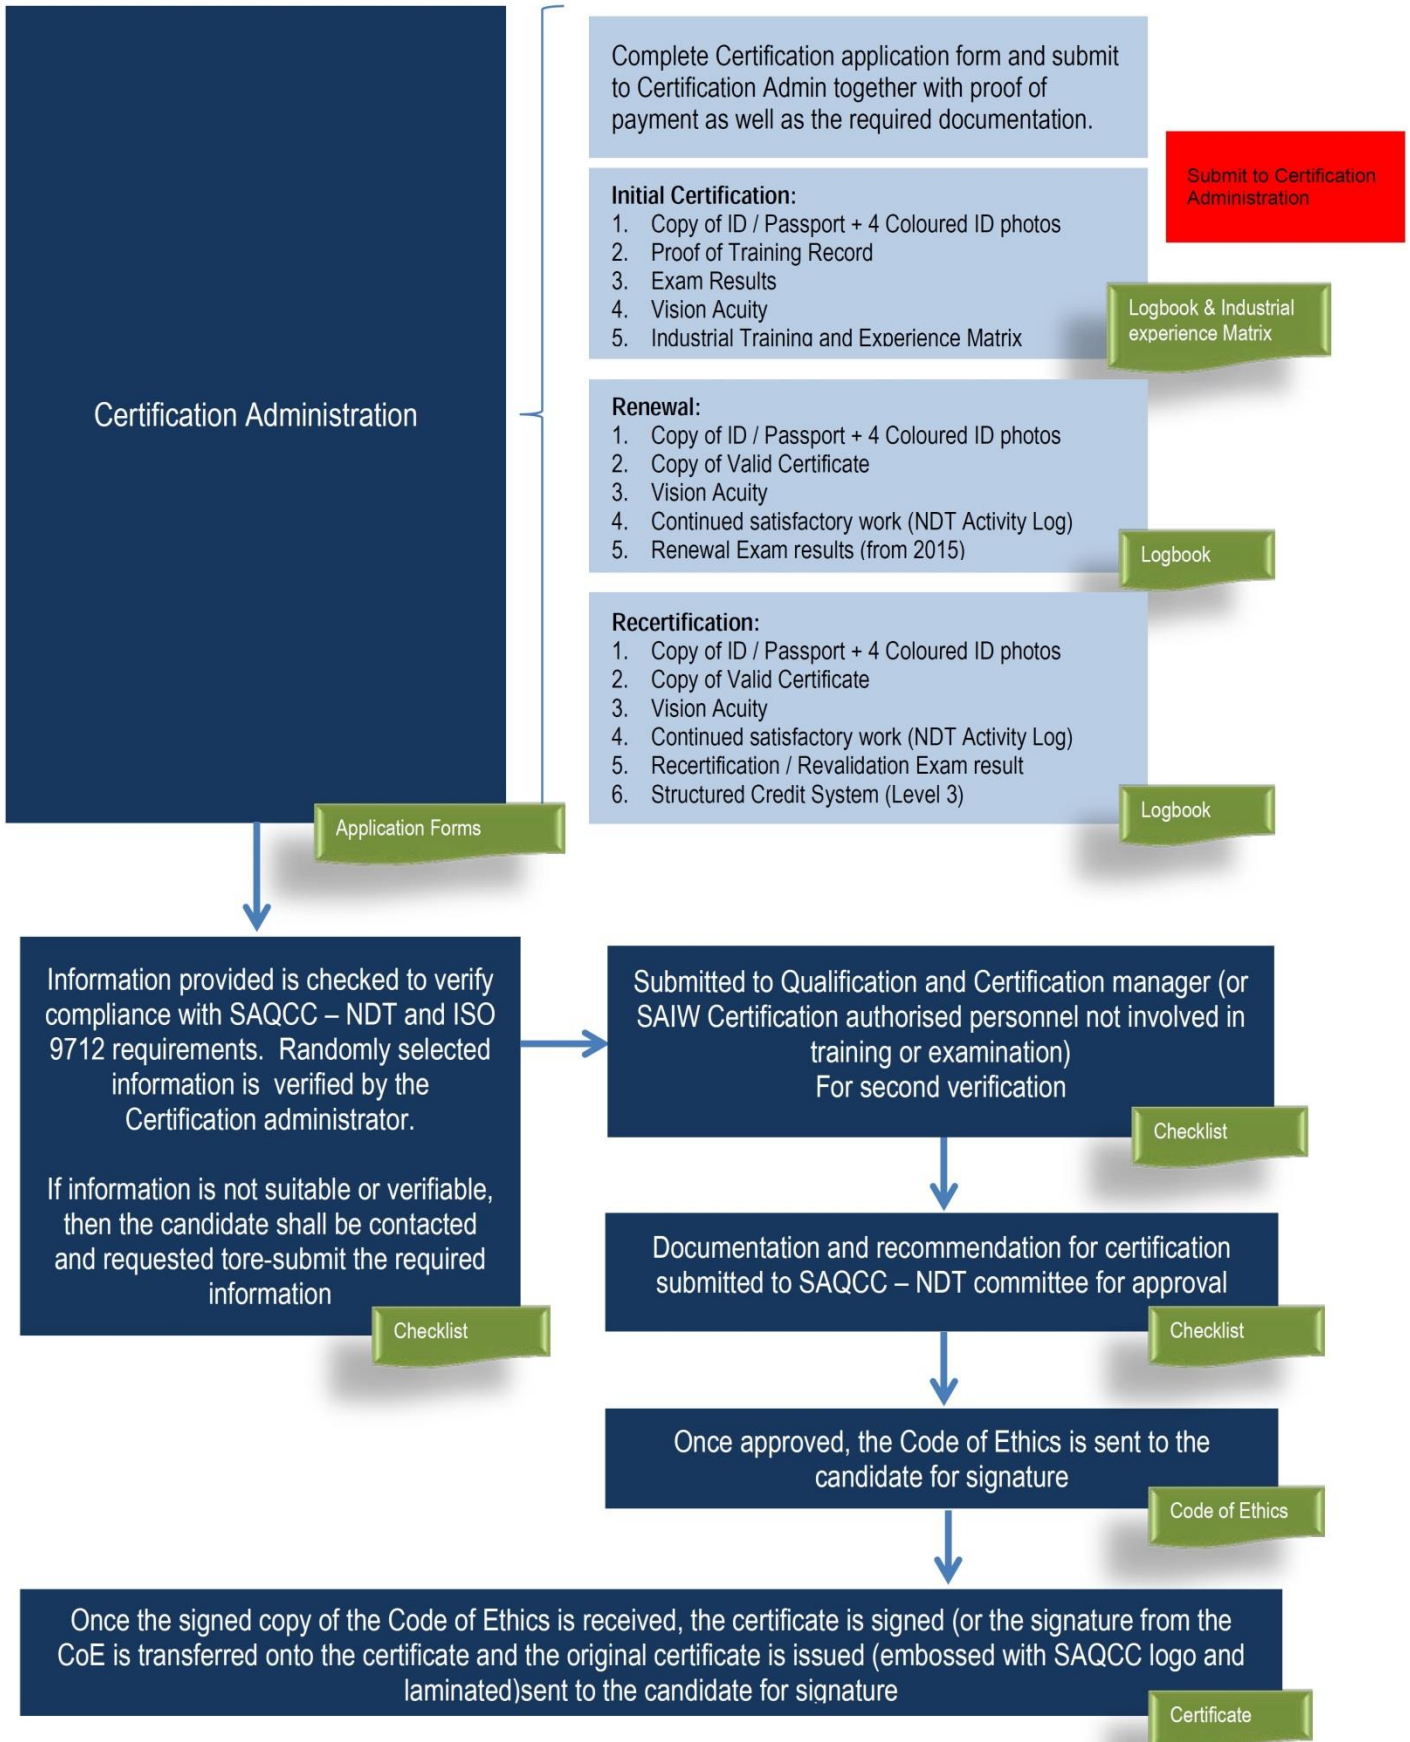 Certification Administration
Application Forms
Complete Certification application form and submit
to Certification Admin together with proof of
payment as well as the required documentation.
Submit to Certification
Administration
Initial Certification:
1. Copy of ID / Passport + 4 Coloured ID photos
2. Proof of Training Record
3. Exam Results
4. Vision Acuity
5. Industrial Training and Experience Matrix
Logbook & Industrial
experience Matrix
Renewal:
1. Copy of ID / Passport + 4 Coloured ID photos
2. Copy of Valid Certificate
3. Vision Acuity
4. Continued satisfactory work (NDT Activity Log)
5. Renewal Exam results (from 2015)
Logbook
Recertification:
1. Copy of ID / Passport + 4 Coloured ID photos
2. Copy of Valid Certificate
3. Vision Acuity
4. Continued satisfactory work (NDT Activity Log)
5. Recertification / Revalidation Exam result
6. Structured Credit System (Level 3)
Logbook
Information provided is checked to verify
compliance with SAQCC – NDT and ISO
9712 requirements. Randomly selected
information is verified by the
Certification administrator.
If information is not suitable or verifiable,
then the candidate shall be contacted
and requested tore-submit the required
information
Checklist
Submitted to Qualification and Certification manager (or
SAIW Certification authorised personnel not involved in
training or examination)
For second verification
Checklist
Documentation and recommendation for certification
submitted to SAQCC – NDT committee for approval
Checklist
Once approved, the Code of Ethics is sent to the
candidate for signature
Code of Ethics
Once the signed copy of the Code of Ethics is received, the certificate is signed (or the signature from the
CoE is transferred onto the certificate and the original certificate is issued (embossed with SAQCC logo and
laminated)sent to the candidate for signature
Certificate